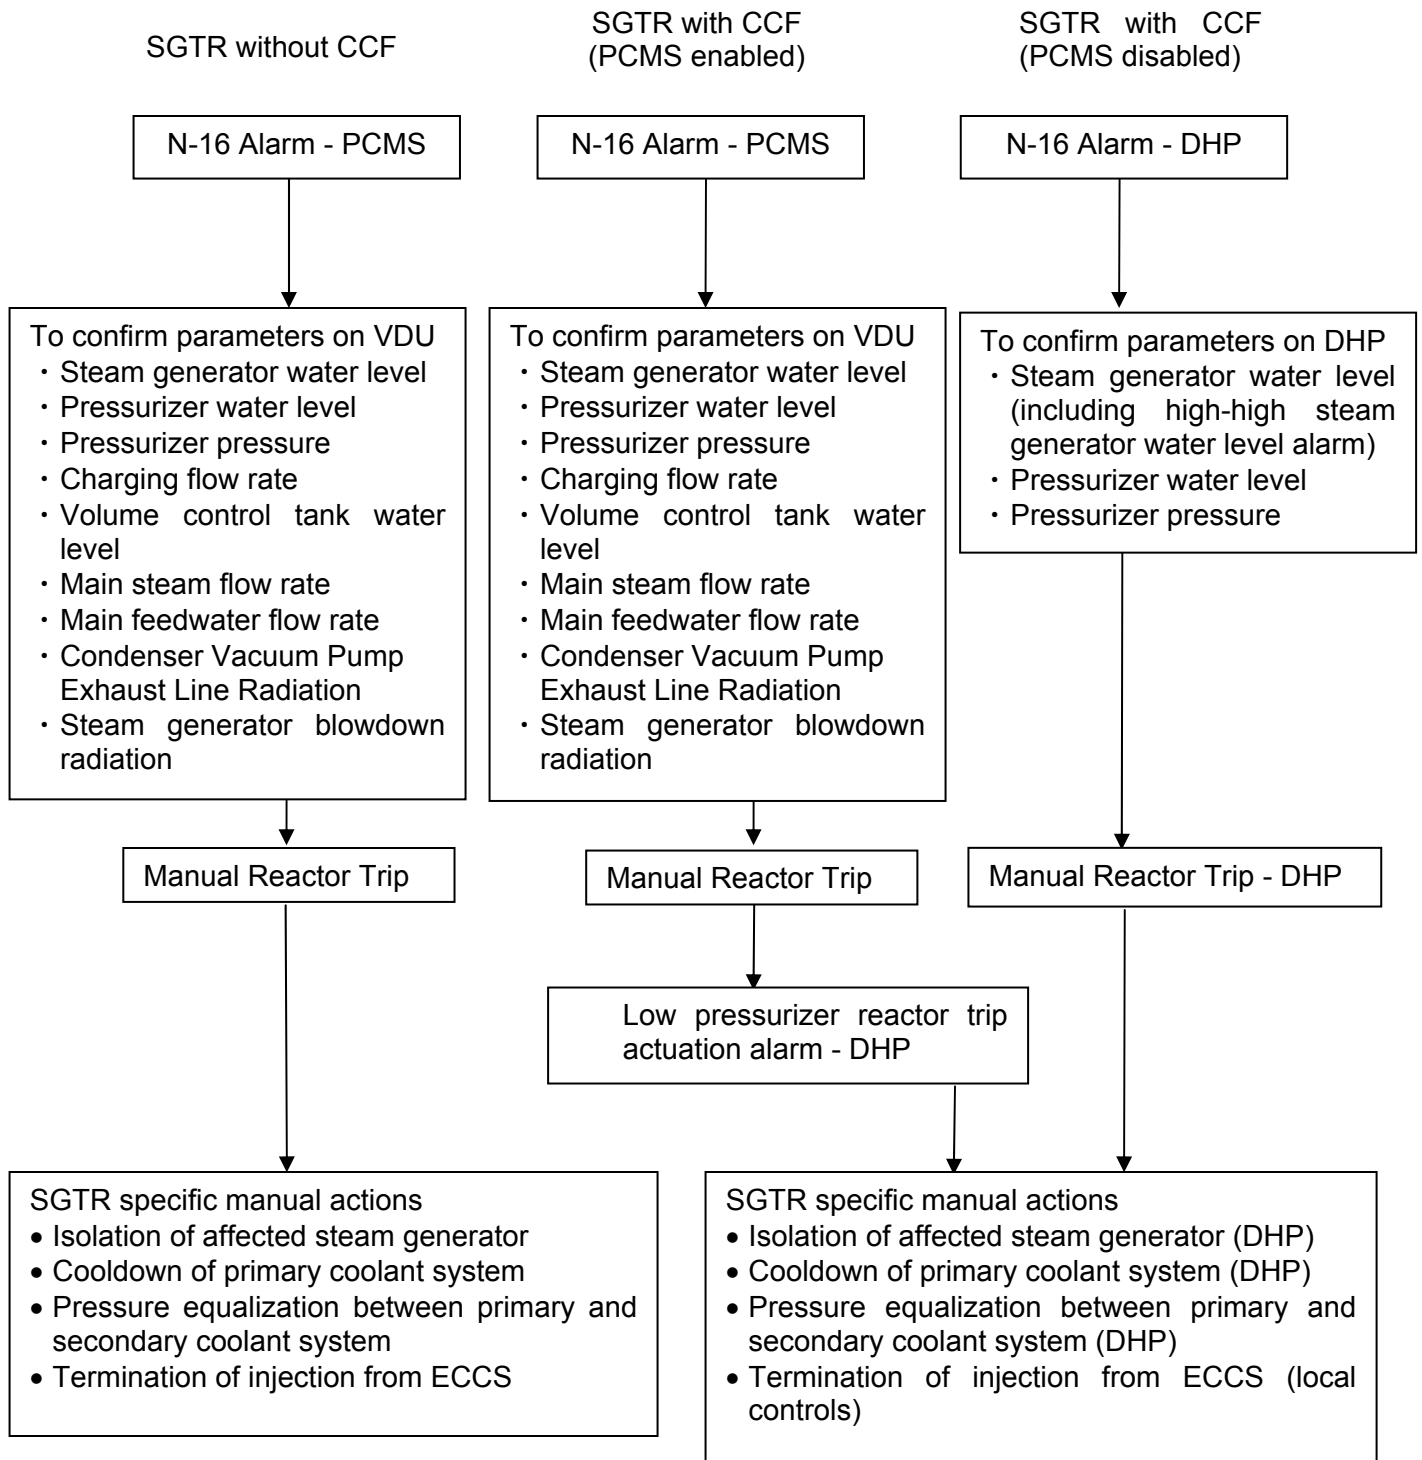 SGTR without CCF
SGTR with CCF
(PCMS enabled)
SGTR with CCF
(PCMS disabled)
N-16 Alarm - PCMS
N-16 Alarm - PCMS
N-16 Alarm - DHP
To confirm parameters on VDU
・Steam generator water level
・Pressurizer water level
・Pressurizer pressure
・Charging flow rate
・Volume control tank water
level
・Main steam flow rate
・Main feedwater flow rate
・Condenser Vacuum Pump
Exhaust Line Radiation
・Steam generator blowdown
radiation
To confirm parameters on VDU
・Steam generator water level
・Pressurizer water level
・Pressurizer pressure
・Charging flow rate
・Volume control tank water
level
・Main steam flow rate
・Main feedwater flow rate
・Condenser Vacuum Pump
Exhaust Line Radiation
・Steam generator blowdown
radiation
To confirm parameters on DHP
・Steam generator water level
(including high-high steam
generator water level alarm)
・Pressurizer water level
・Pressurizer pressure
Manual Reactor Trip
Manual Reactor Trip
Manual Reactor Trip - DHP
Low pressurizer reactor trip
actuation alarm - DHP
SGTR specific manual actions
• Isolation of affected steam generator
• Cooldown of primary coolant system
• Pressure equalization between primary and
secondary coolant system
• Termination of injection from ECCS
SGTR specific manual actions
• Isolation of affected steam generator (DHP)
• Cooldown of primary coolant system (DHP)
• Pressure equalization between primary and
secondary coolant system (DHP)
• Termination of injection from ECCS (local
controls)